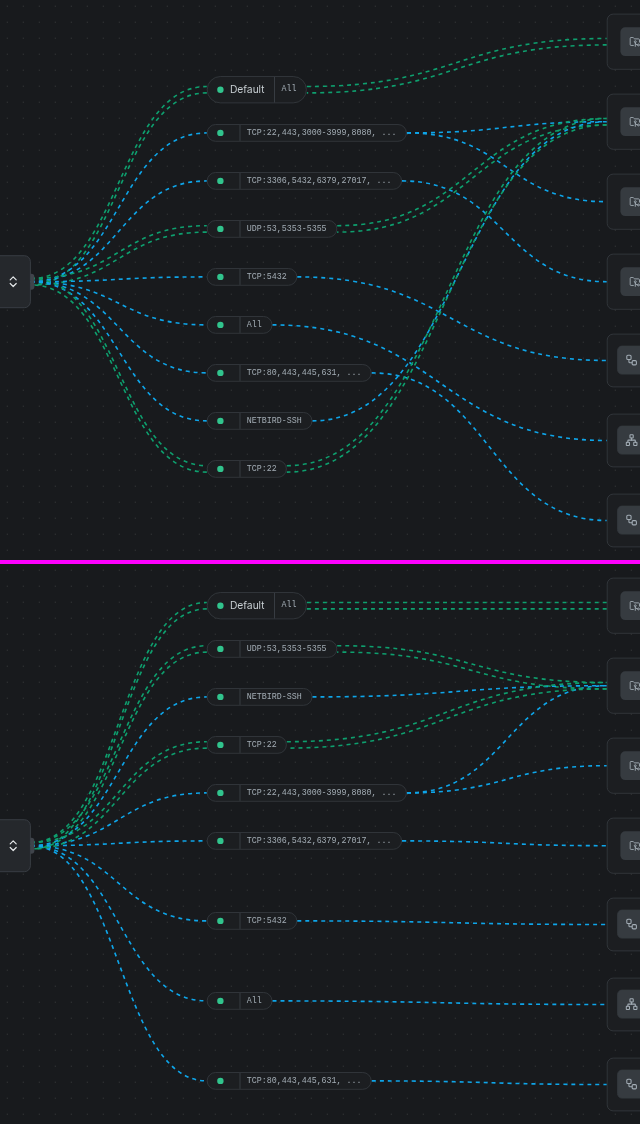 Default All
TCP:22,443,3000-3999,8080, ...
TCP:3306,5432,6379,27017, ...
UDP:53,5353-5355
TCP:5432
All
TCP:80,443,445,631, ...
NETBIRD-SSH
TCP:22
Default All
UDP:53,5353-5355
NETBIRD-SSH
TCP:22
TCP:22,443,3000-3999,8080, ...
TCP:3306,5432,6379,27017, ...
TCP:5432
All
TCP:80,443,445,631, ...